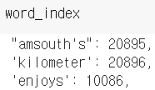 word_index
"amsouth's": 20895,
'kilometer': 20896,
'enjoys': 10086,